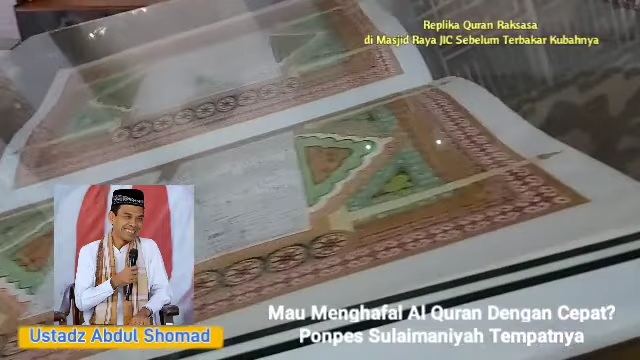 Replika Quran Raksasa
di Masjid Raya JIC Sebelum Terbakar Kubahnya
Mau Menghafal Al Quran Dengan Cepat?
Ponpes Sulaimaniyah Tempatnya
Ustadz Abdul Shomad